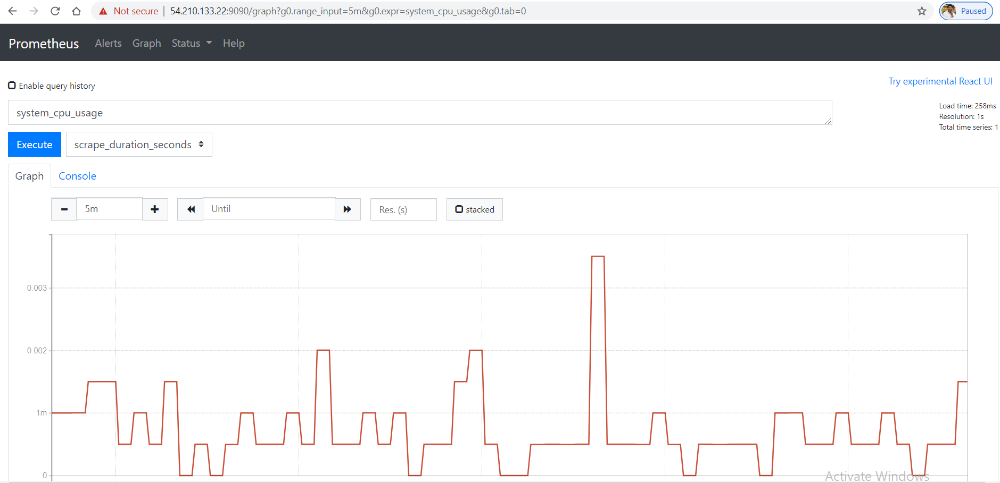 Not secure | 54.210.133.22:9090/graph?g0.range_input=5m&g0.expr=system_cpu_usage&g0.tab=0
Paused
Prometheus Alerts Graph Status Help
Enable query history
Try experimental React UI
system_cpu_usage
Load time: 258ms
Resolution: 1s
Total time series: 1
Execute scrape_duration_seconds
Graph Console
5m Until Res. (s) stacked
0.003
0.002
1m
0
Activate Windows